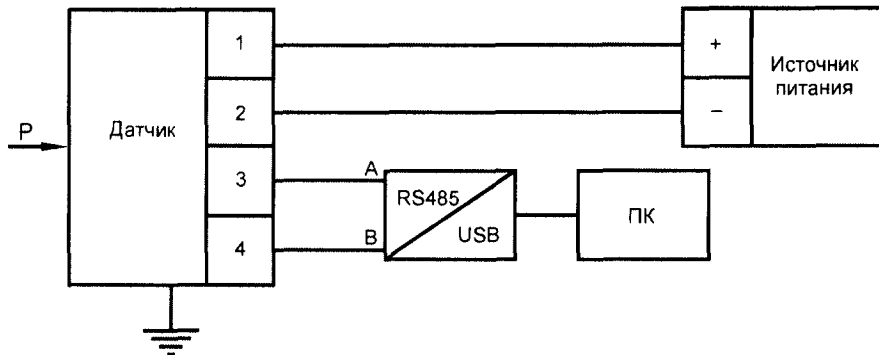 P
Датчик
1
2
3
4
+
−
Источник
питания
A
B
RS485
USB
ПК